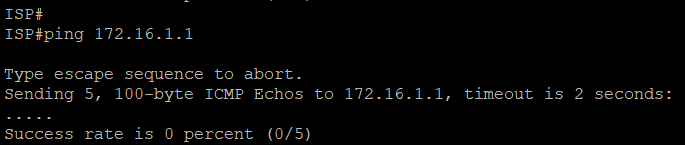 ISP#
ISP#ping 172.16.1.1
Type escape sequence to abort.
Sending 5, 100-byte ICMP Echos to 172.16.1.1, timeout is 2 seconds:
.....
Success rate is 0 percent (0/5)